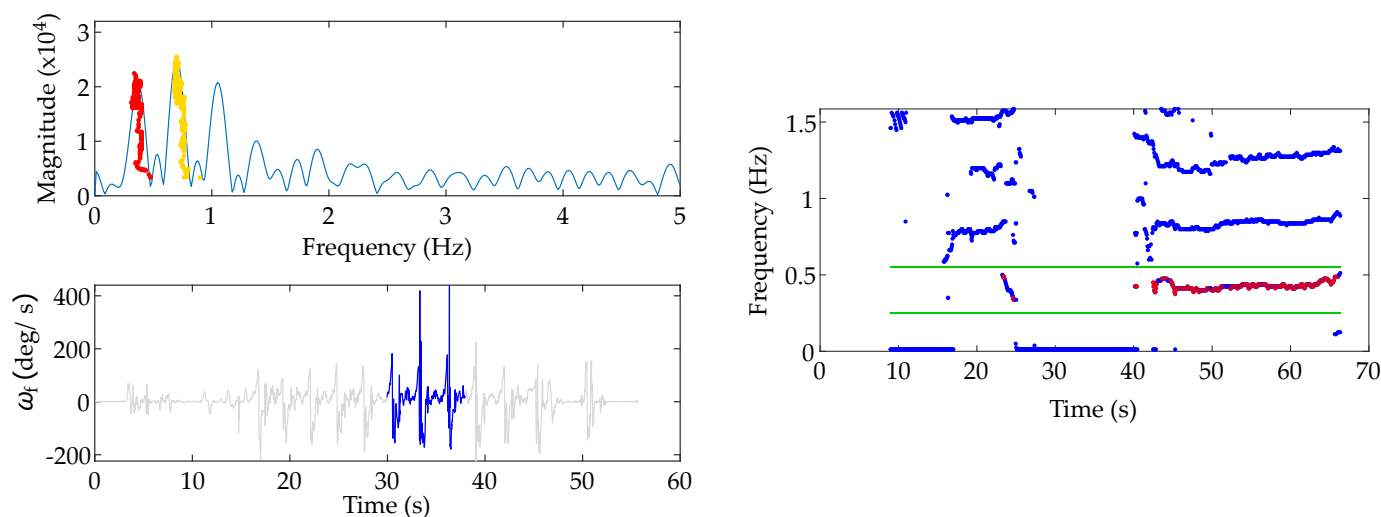 Magnitude (x10⁴)
3
2
1
0
0 1 2 3 4 5
Frequency (Hz)
ω_f (deg/ s)
400
200
0
-200
0 10 20 30 40 50 60
Time (s)
Frequency (Hz)
1.5
1
0.5
0
0 10 20 30 40 50 60 70
Time (s)